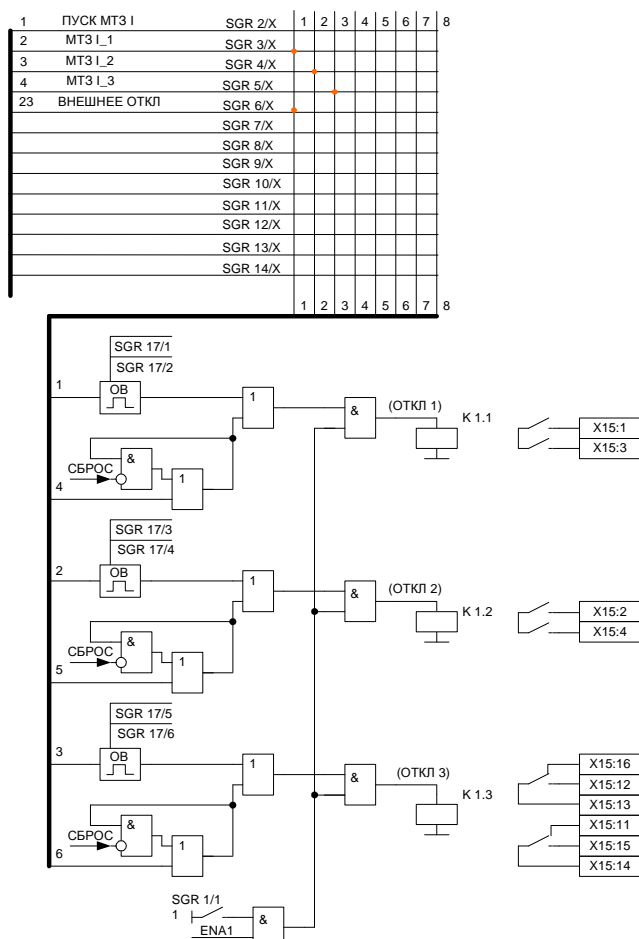 1 ПУСК МТЗ I SGR 2/X 1 2 3 4 5 6 7 8
2 МТЗ I_1 SGR 3/X
3 МТЗ I_2 SGR 4/X
4 МТЗ I_3 SGR 5/X
23 ВНЕШНЕЕ ОТКЛ SGR 6/X
SGR 7/X
SGR 8/X
SGR 9/X
SGR 10/X
SGR 11/X
SGR 12/X
SGR 13/X
SGR 14/X
1 2 3 4 5 6 7 8
SGR 17/1
SGR 17/2
1 ОВ 1 & (ОТКЛ 1) K 1.1 X15:1
X15:3
СБРОС & 1
4
SGR 17/3
SGR 17/4
2 ОВ 1 & (ОТКЛ 2) K 1.2 X15:2
X15:4
СБРОС & 1
5
SGR 17/5
SGR 17/6
3 ОВ 1 & (ОТКЛ 3) K 1.3 X15:16
X15:12
X15:13
X15:11
X15:15
X15:14
СБРОС & 1
6
SGR 1/1
1 &
ENA1